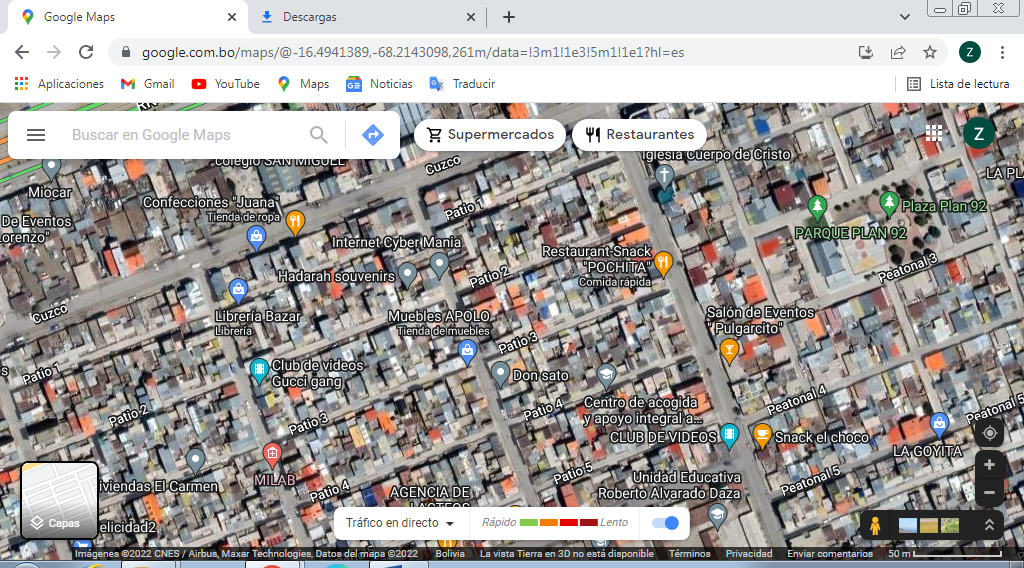 Google Maps
Descargas
google.com.bo/maps/@-16.4941389,-68.2143098,261m/data=!3m1!1e3!5m1!1e1?hl=es
Z
Aplicaciones
Gmail
YouTube
Maps
Noticias
Traducir
Lista de lectura
Buscar en Google Maps
Supermercados
Restaurantes
Z
colegio SAN MIGUEL
Cuzco
Iglesia Cuerpo de Cristo
LA PLA
Miocar
Confecciones "Juana"
Tienda de ropa
Patio 1
Plaza Plan 92
De Eventos
orenzo"
PARQUE PLAN 92
Internet Cyber Mania
Restaurant-Snack
"POCHITA"
Comida rápida
Hadarah souvenirs
Patio 2
Peatonal 3
Cuzco
Librería Bazar
Librería
Muebles APOLO
Tienda de muebles
Salón de Eventos
" Pulgarcito"
Patio 3
Club de videos
Gucci gang
Patio 1
Don sato
Centro de acogida
y apoyo integral a...
Peatonal 4
Patio 2
Patio 3
Patio 4
Peatonal 5
CLUB DE VIDEOS
Snack el choco
LA GOYITA
MILAB
Patio 5
Unidad Educativa
Roberto Alvarado Daza
Peatonal 5
iviendas El Carmen
Patio 4
AGENCIA DE
LACTEOS
Capas
elicidad2
Tráfico en directo
Rápido
Lento
Imágenes ©2022 CNES / Airbus, Maxar Technologies, Datos del mapa ©2022
Bolivia
La vista Tierra en 3D no está disponible
Términos
Privacidad
Enviar comentarios
50 m